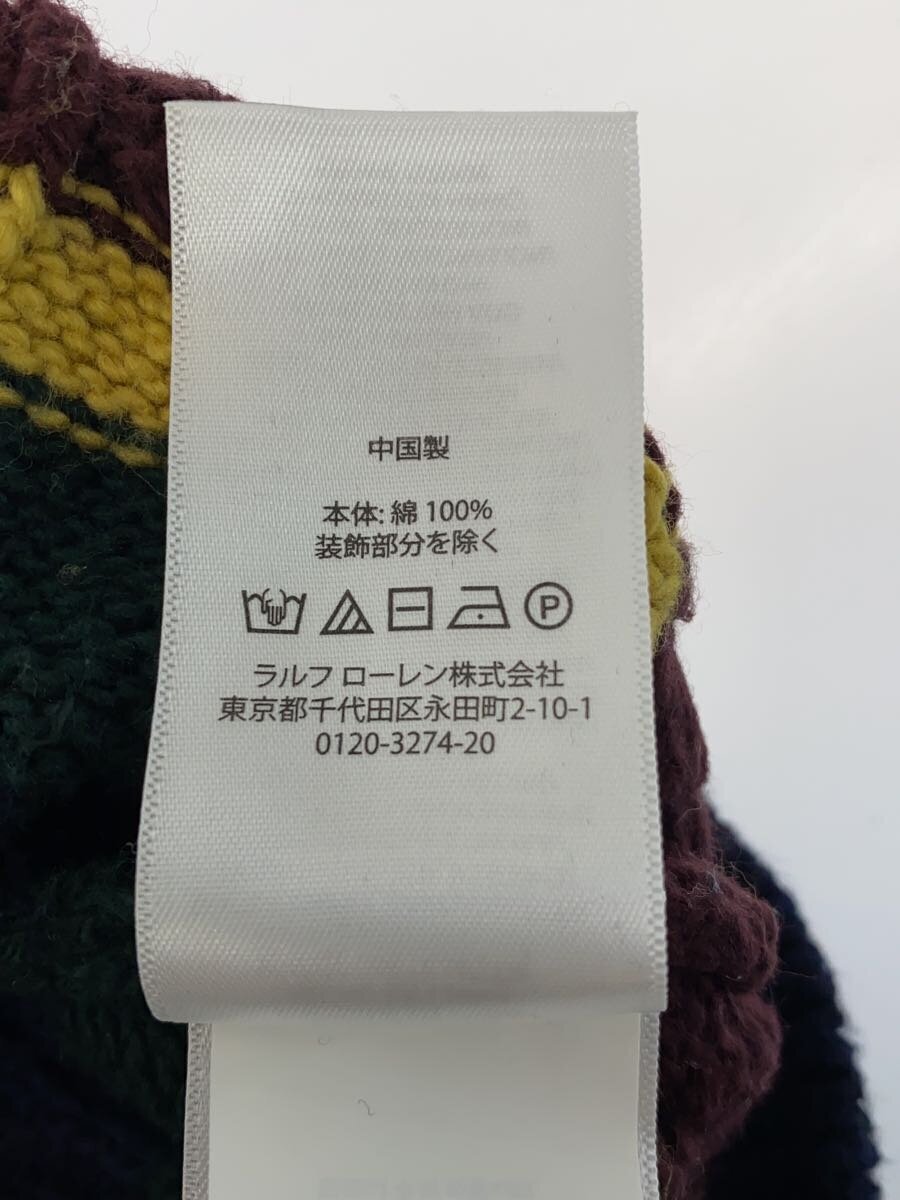 中国製
本体: 綿 100%
装飾部分を除く
P
ラルフ ローレン株式会社
東京都千代田区永田町2-10-1
0120-3274-20